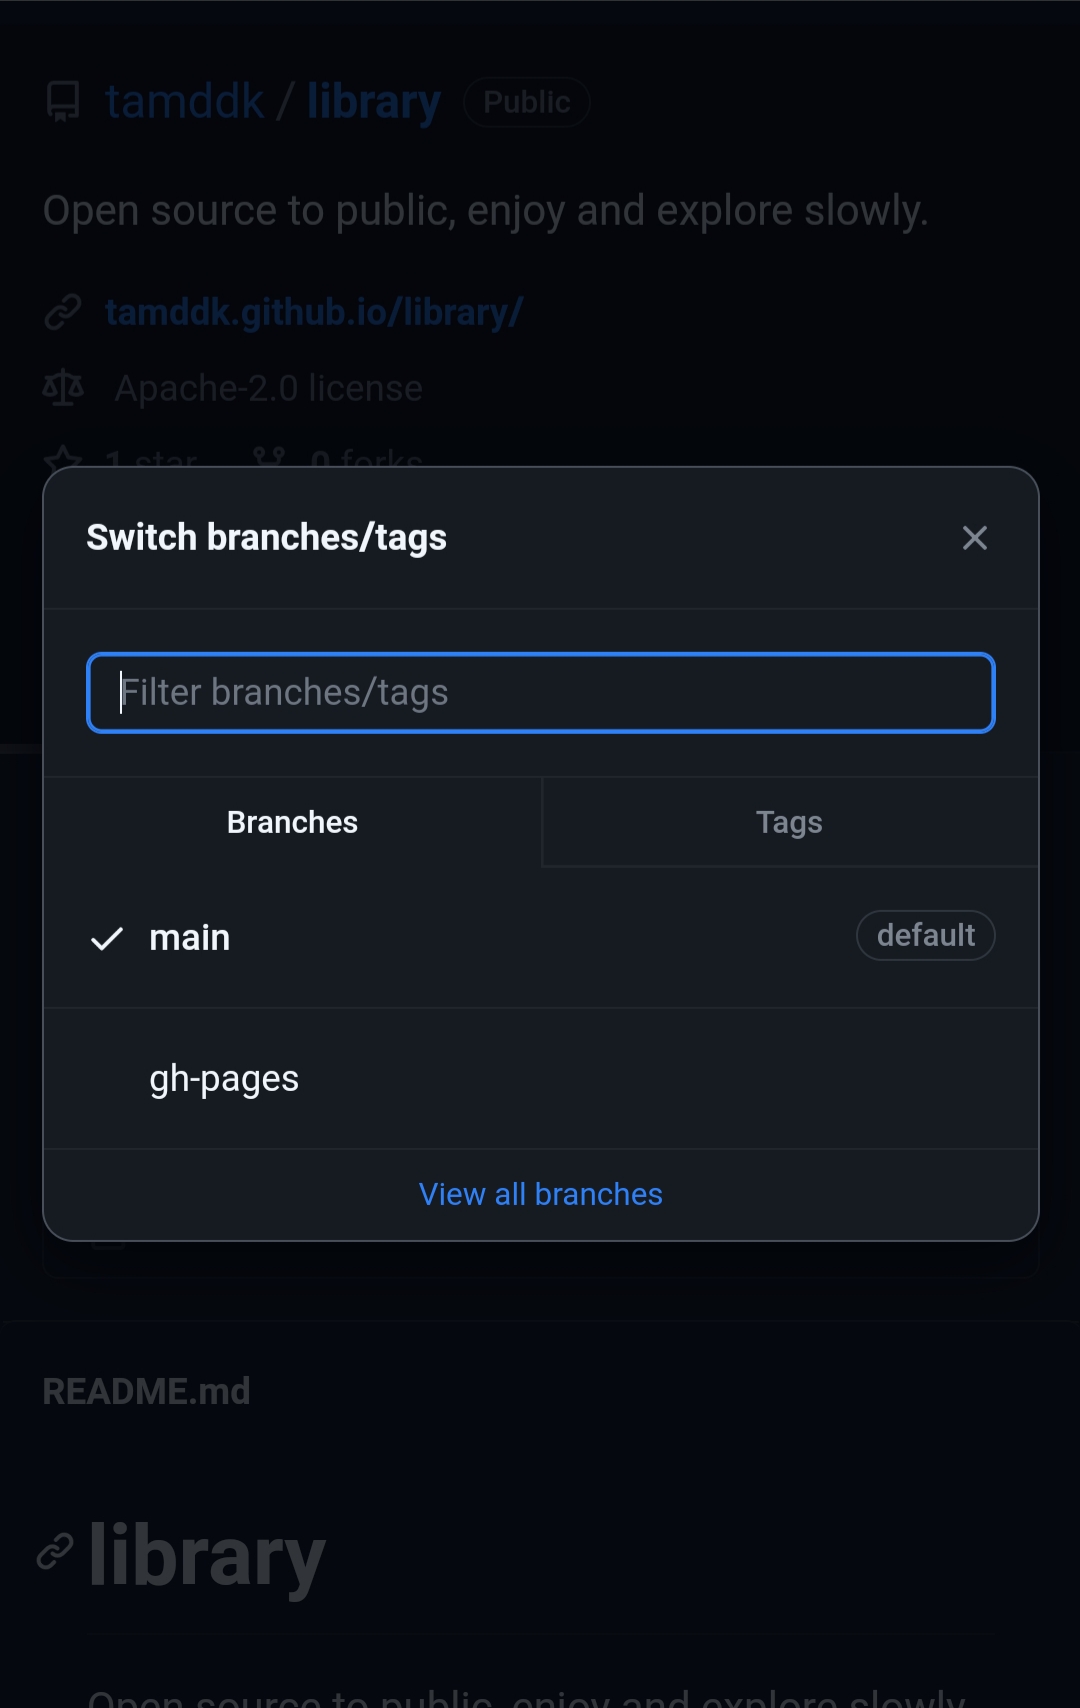 tamddk / library Public
Open source to public, enjoy and explore slowly.
tamddk.github.io/library/
Apache-2.0 license
1 star 0 forks
Switch branches/tags
Filter branches/tags
Branches Tags
main default
gh-pages
View all branches
README.md
library
Open source to public, enjoy and explore slowly.